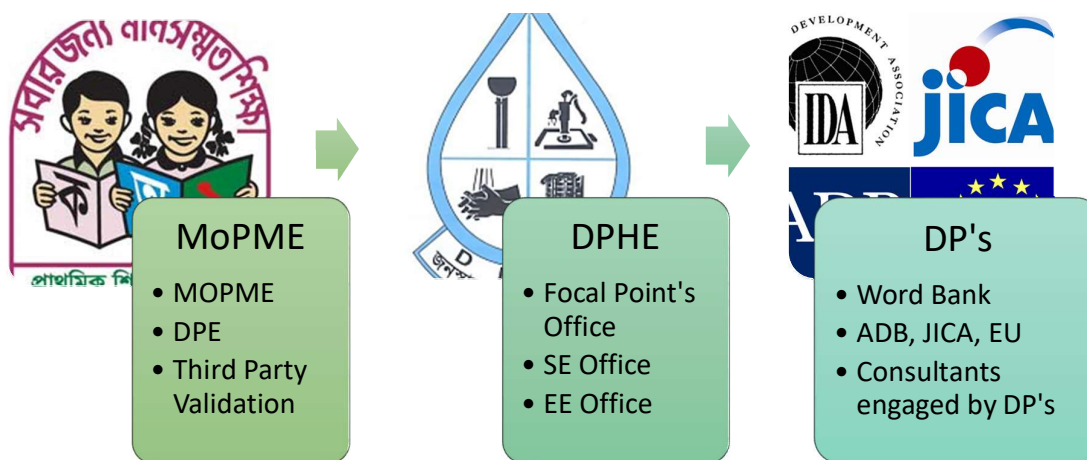 সবার জন্য মানসম্মত শিক্ষা
ক
প্রাথমিক
MoPME
• MOPME
• DPE
• Third Party
Validation
D
DPHE
• Focal Point's
Office
• SE Office
• EE Office
DEVELOPMENT ASSOCIATION
IDA
jica
DP's
• Word Bank
• ADB, JICA, EU
• Consultants
engaged by DP's